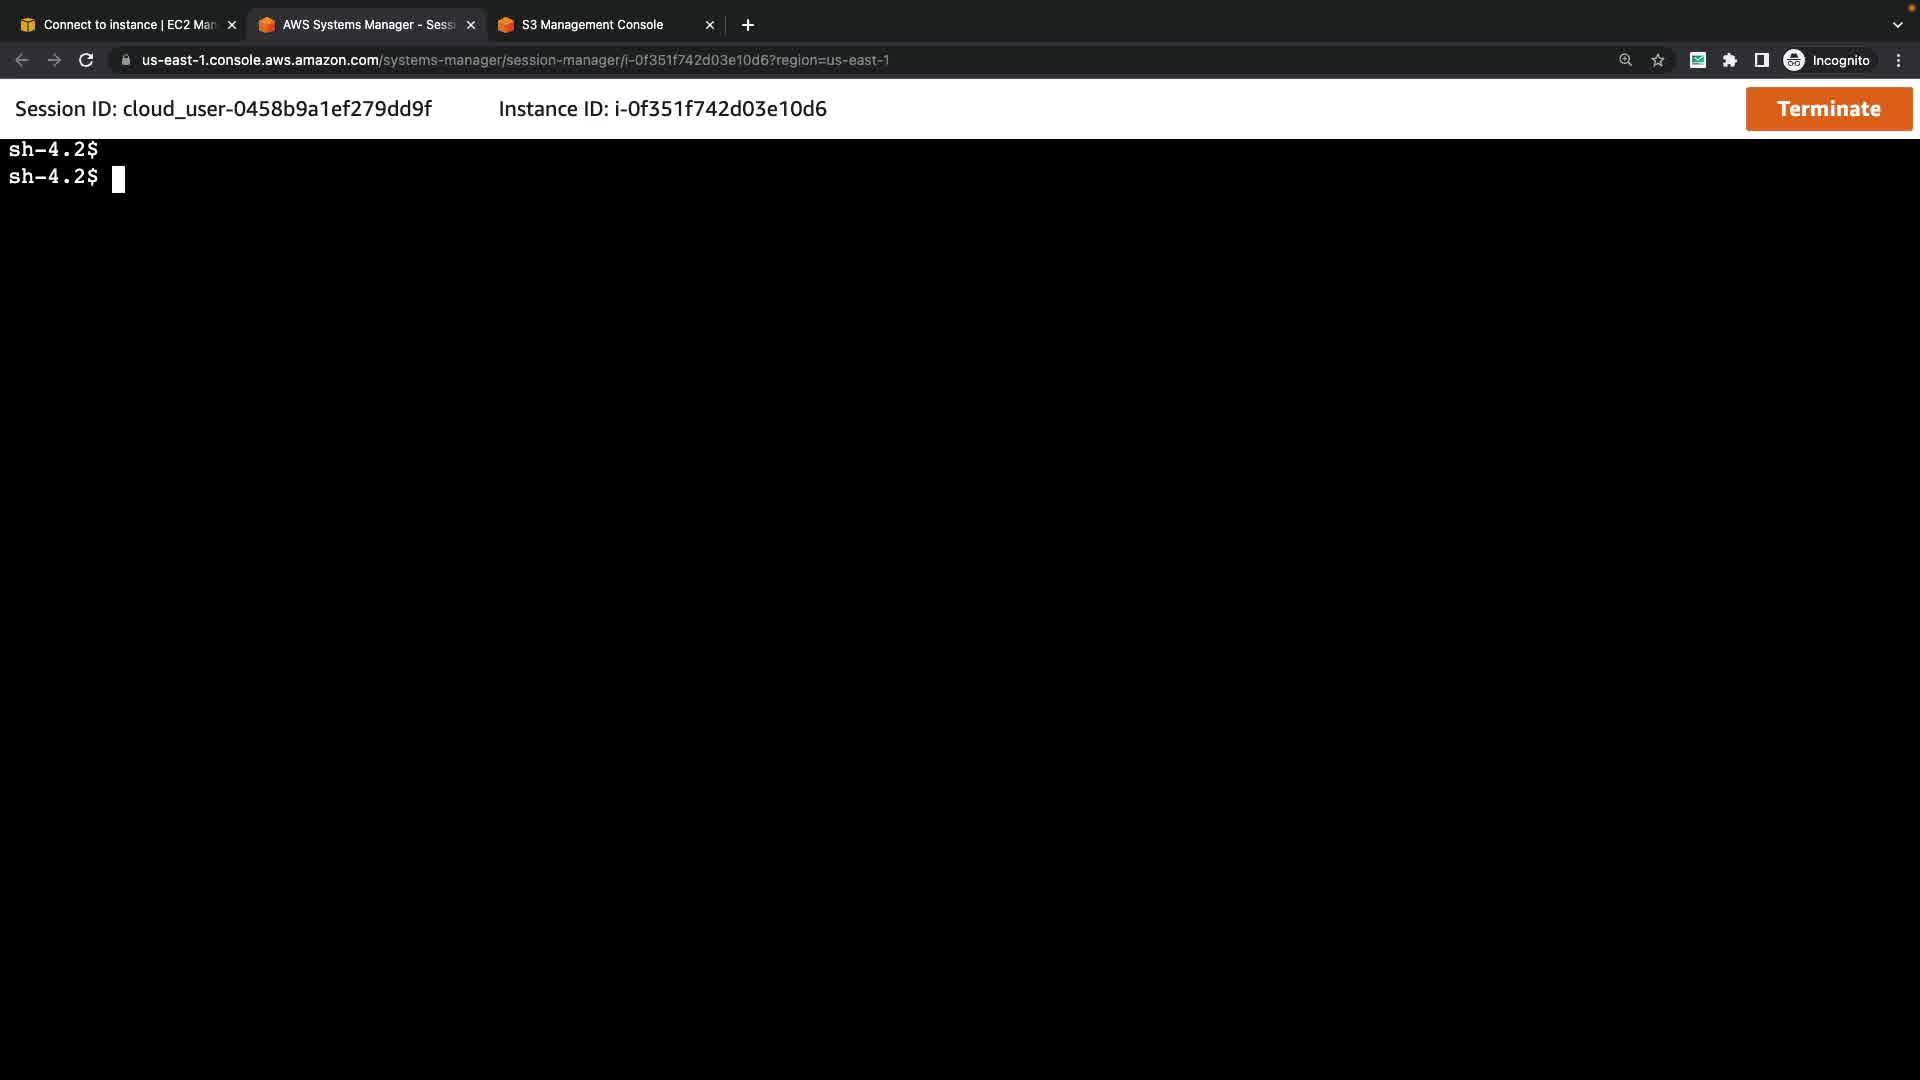 Connect to instance | EC2 Man
AWS Systems Manager - Sessi
S3 Management Console
us-east-1.console.aws.amazon.com/systems-manager/session-manager/i-0f351f742d03e10d6?region=us-east-1
Incognito
Session ID: cloud_user-0458b9a1ef279dd9f
Instance ID: i-0f351f742d03e10d6
Terminate
sh-4.2$
sh-4.2$